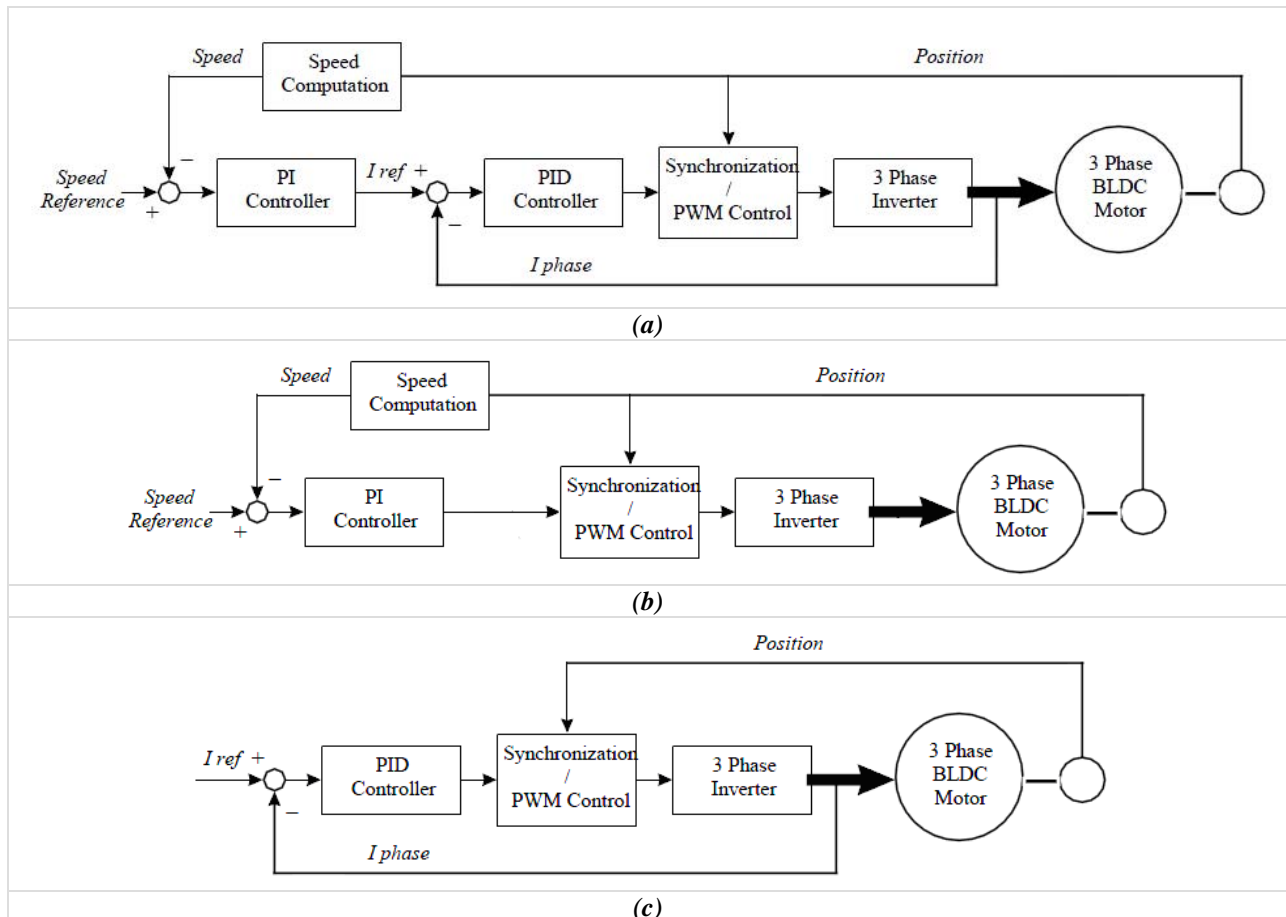 Speed
Speed
Computation
Position
Speed
Reference
+
−
PI
Controller
I ref +
−
PID
Controller
Synchronization
/
PWM Control
3 Phase
Inverter
3 Phase
BLDC
Motor
I phase
(a)
Speed
Speed
Computation
Position
Speed
Reference
+
−
PI
Controller
Synchronization
/
PWM Control
3 Phase
Inverter
3 Phase
BLDC
Motor
(b)
Position
I ref +
−
PID
Controller
Synchronization
/
PWM Control
3 Phase
Inverter
3 Phase
BLDC
Motor
I phase
(c)